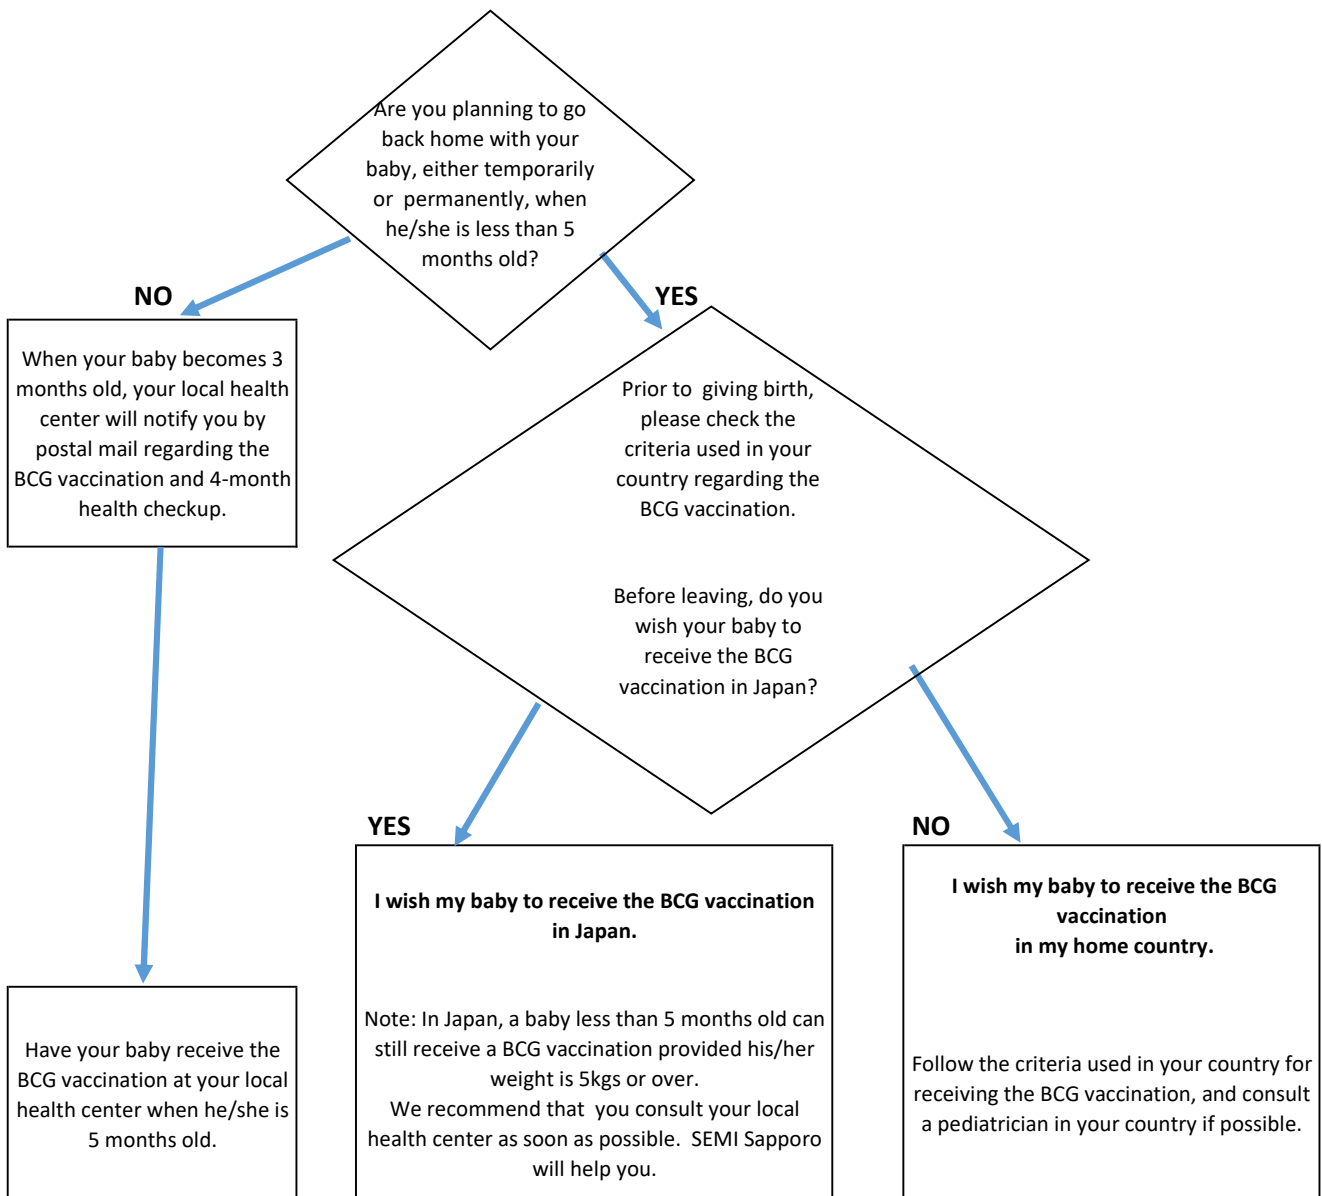 Are you planning to go
back home with your
baby, either temporarily
or permanently, when
he/she is less than 5
months old?
NO
YES
When your baby becomes 3
months old, your local health
center will notify you by
postal mail regarding the
BCG vaccination and 4-month
health checkup.
Prior to giving birth,
please check the
criteria used in your
country regarding the
BCG vaccination.
Before leaving, do you
wish your baby to
receive the BCG
vaccination in Japan?
YES
NO
Have your baby receive the
BCG vaccination at your local
health center when he/she is
5 months old.
I wish my baby to receive the BCG vaccination
in Japan.
Note: In Japan, a baby less than 5 months old can
still receive a BCG vaccination provided his/her
weight is 5kgs or over.
We recommend that you consult your local
health center as soon as possible. SEMI Sapporo
will help you.
I wish my baby to receive the BCG
vaccination
in my home country.
Follow the criteria used in your country for
receiving the BCG vaccination, and consult
a pediatrician in your country if possible.